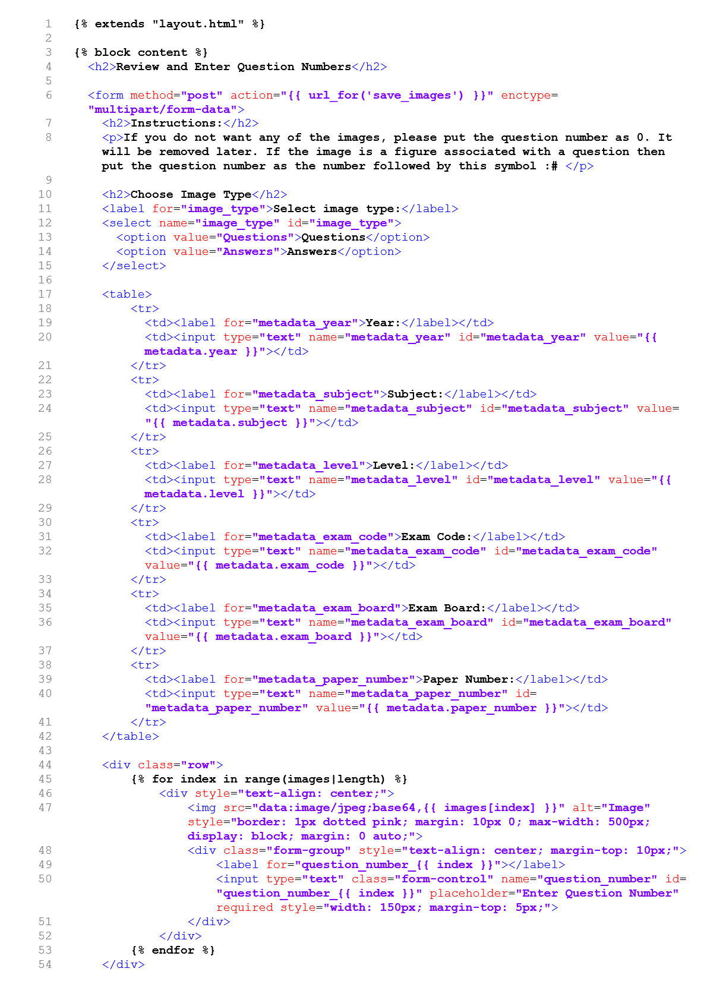 1 {% extends "layout.html" %}
2
3 {% block content %}
4 <h2>Review and Enter Question Numbers</h2>
5
6 <form method="post" action="{{ url_for('save_images') }}" enctype=
"multipart/form-data">
7 <h2>Instructions:</h2>
8 <p>If you do not want any of the images, please put the question number as 0. It
will be removed later. If the image is a figure associated with a question then
put the question number as the number followed by this symbol :# </p>
9
10 <h2>Choose Image Type</h2>
11 <label for="image_type">Select image type:</label>
12 <select name="image_type" id="image_type">
13 <option value="Questions">Questions</option>
14 <option value="Answers">Answers</option>
15 </select>
16
17 <table>
18 <tr>
19 <td><label for="metadata_year">Year:</label></td>
20 <td><input type="text" name="metadata_year" id="metadata_year" value="{{
metadata.year }}"></td>
21 </tr>
22 <tr>
23 <td><label for="metadata_subject">Subject:</label></td>
24 <td><input type="text" name="metadata_subject" id="metadata_subject" value=
"{{ metadata.subject }}"></td>
25 </tr>
26 <tr>
27 <td><label for="metadata_level">Level:</label></td>
28 <td><input type="text" name="metadata_level" id="metadata_level" value="{{
metadata.level }}"></td>
29 </tr>
30 <tr>
31 <td><label for="metadata_exam_code">Exam Code:</label></td>
32 <td><input type="text" name="metadata_exam_code" id="metadata_exam_code"
value="{{ metadata.exam_code }}"></td>
33 </tr>
34 <tr>
35 <td><label for="metadata_exam_board">Exam Board:</label></td>
36 <td><input type="text" name="metadata_exam_board" id="metadata_exam_board"
value="{{ metadata.exam_board }}"></td>
37 </tr>
38 <tr>
39 <td><label for="metadata_paper_number">Paper Number:</label></td>
40 <td><input type="text" name="metadata_paper_number" id=
"metadata_paper_number" value="{{ metadata.paper_number }}"></td>
41 </tr>
42 </table>
43
44 <div class="row">
45 {% for index in range(images|length) %}
46 <div style="text-align: center;">
47 <img src="data:image/jpeg;base64,{{ images[index] }}" alt="Image"
style="border: 1px dotted pink; margin: 10px 0; max-width: 500px;
display: block; margin: 0 auto;">
48 <div class="form-group" style="text-align: center; margin-top: 10px;">
49 <label for="question_number_{{ index }}"></label>
50 <input type="text" class="form-control" name="question_number" id=
"question_number_{{ index }}" placeholder="Enter Question Number"
required style="width: 150px; margin-top: 5px;">
51 </div>
52 </div>
53 {% endfor %}
54 </div>